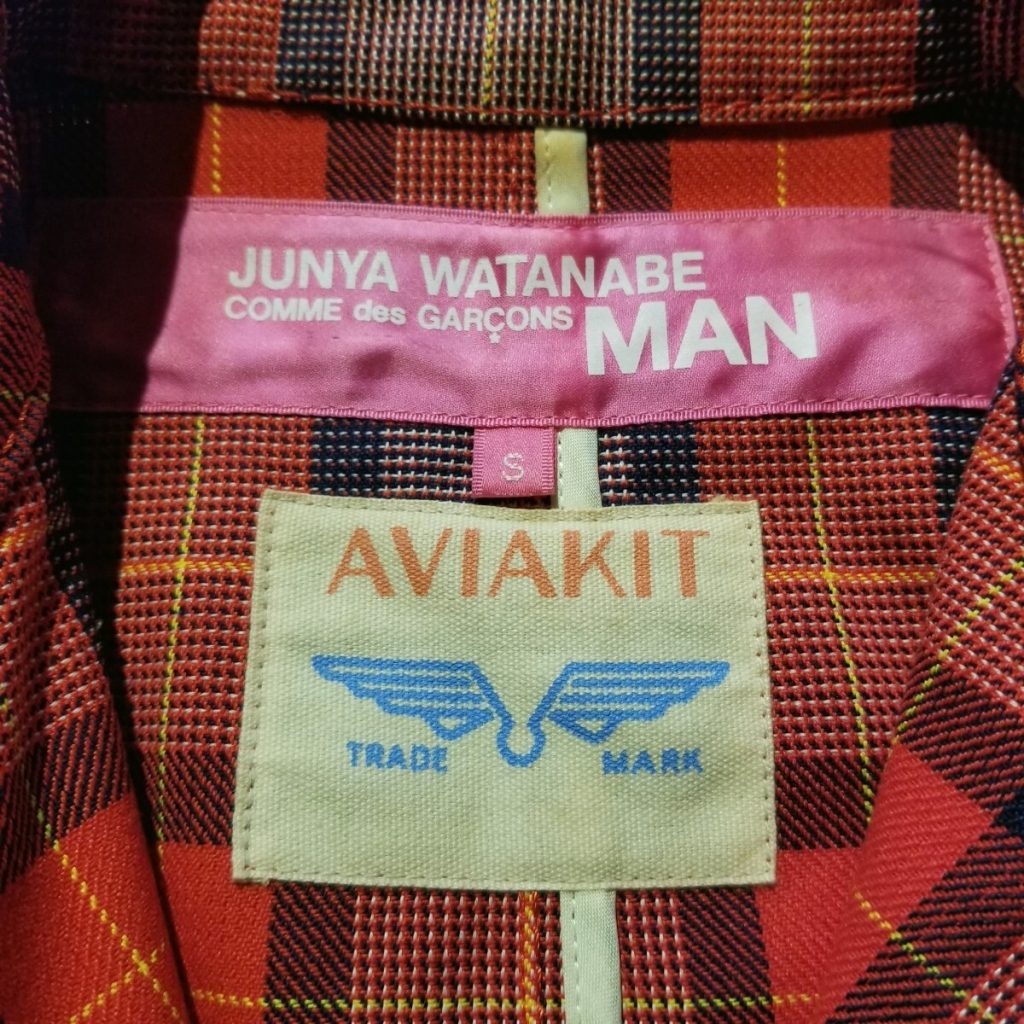 JUNYA WATANABE
COMME des GARÇONS MAN
S
AVIAKIT
TRADE MARK